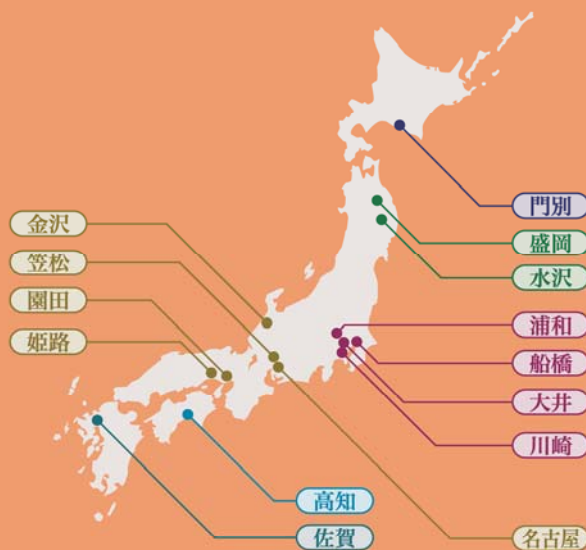 門別
盛岡
水沢
浦和
船橋
大井
川崎
金沢
笠松
園田
姫路
高知
佐賀
名古屋